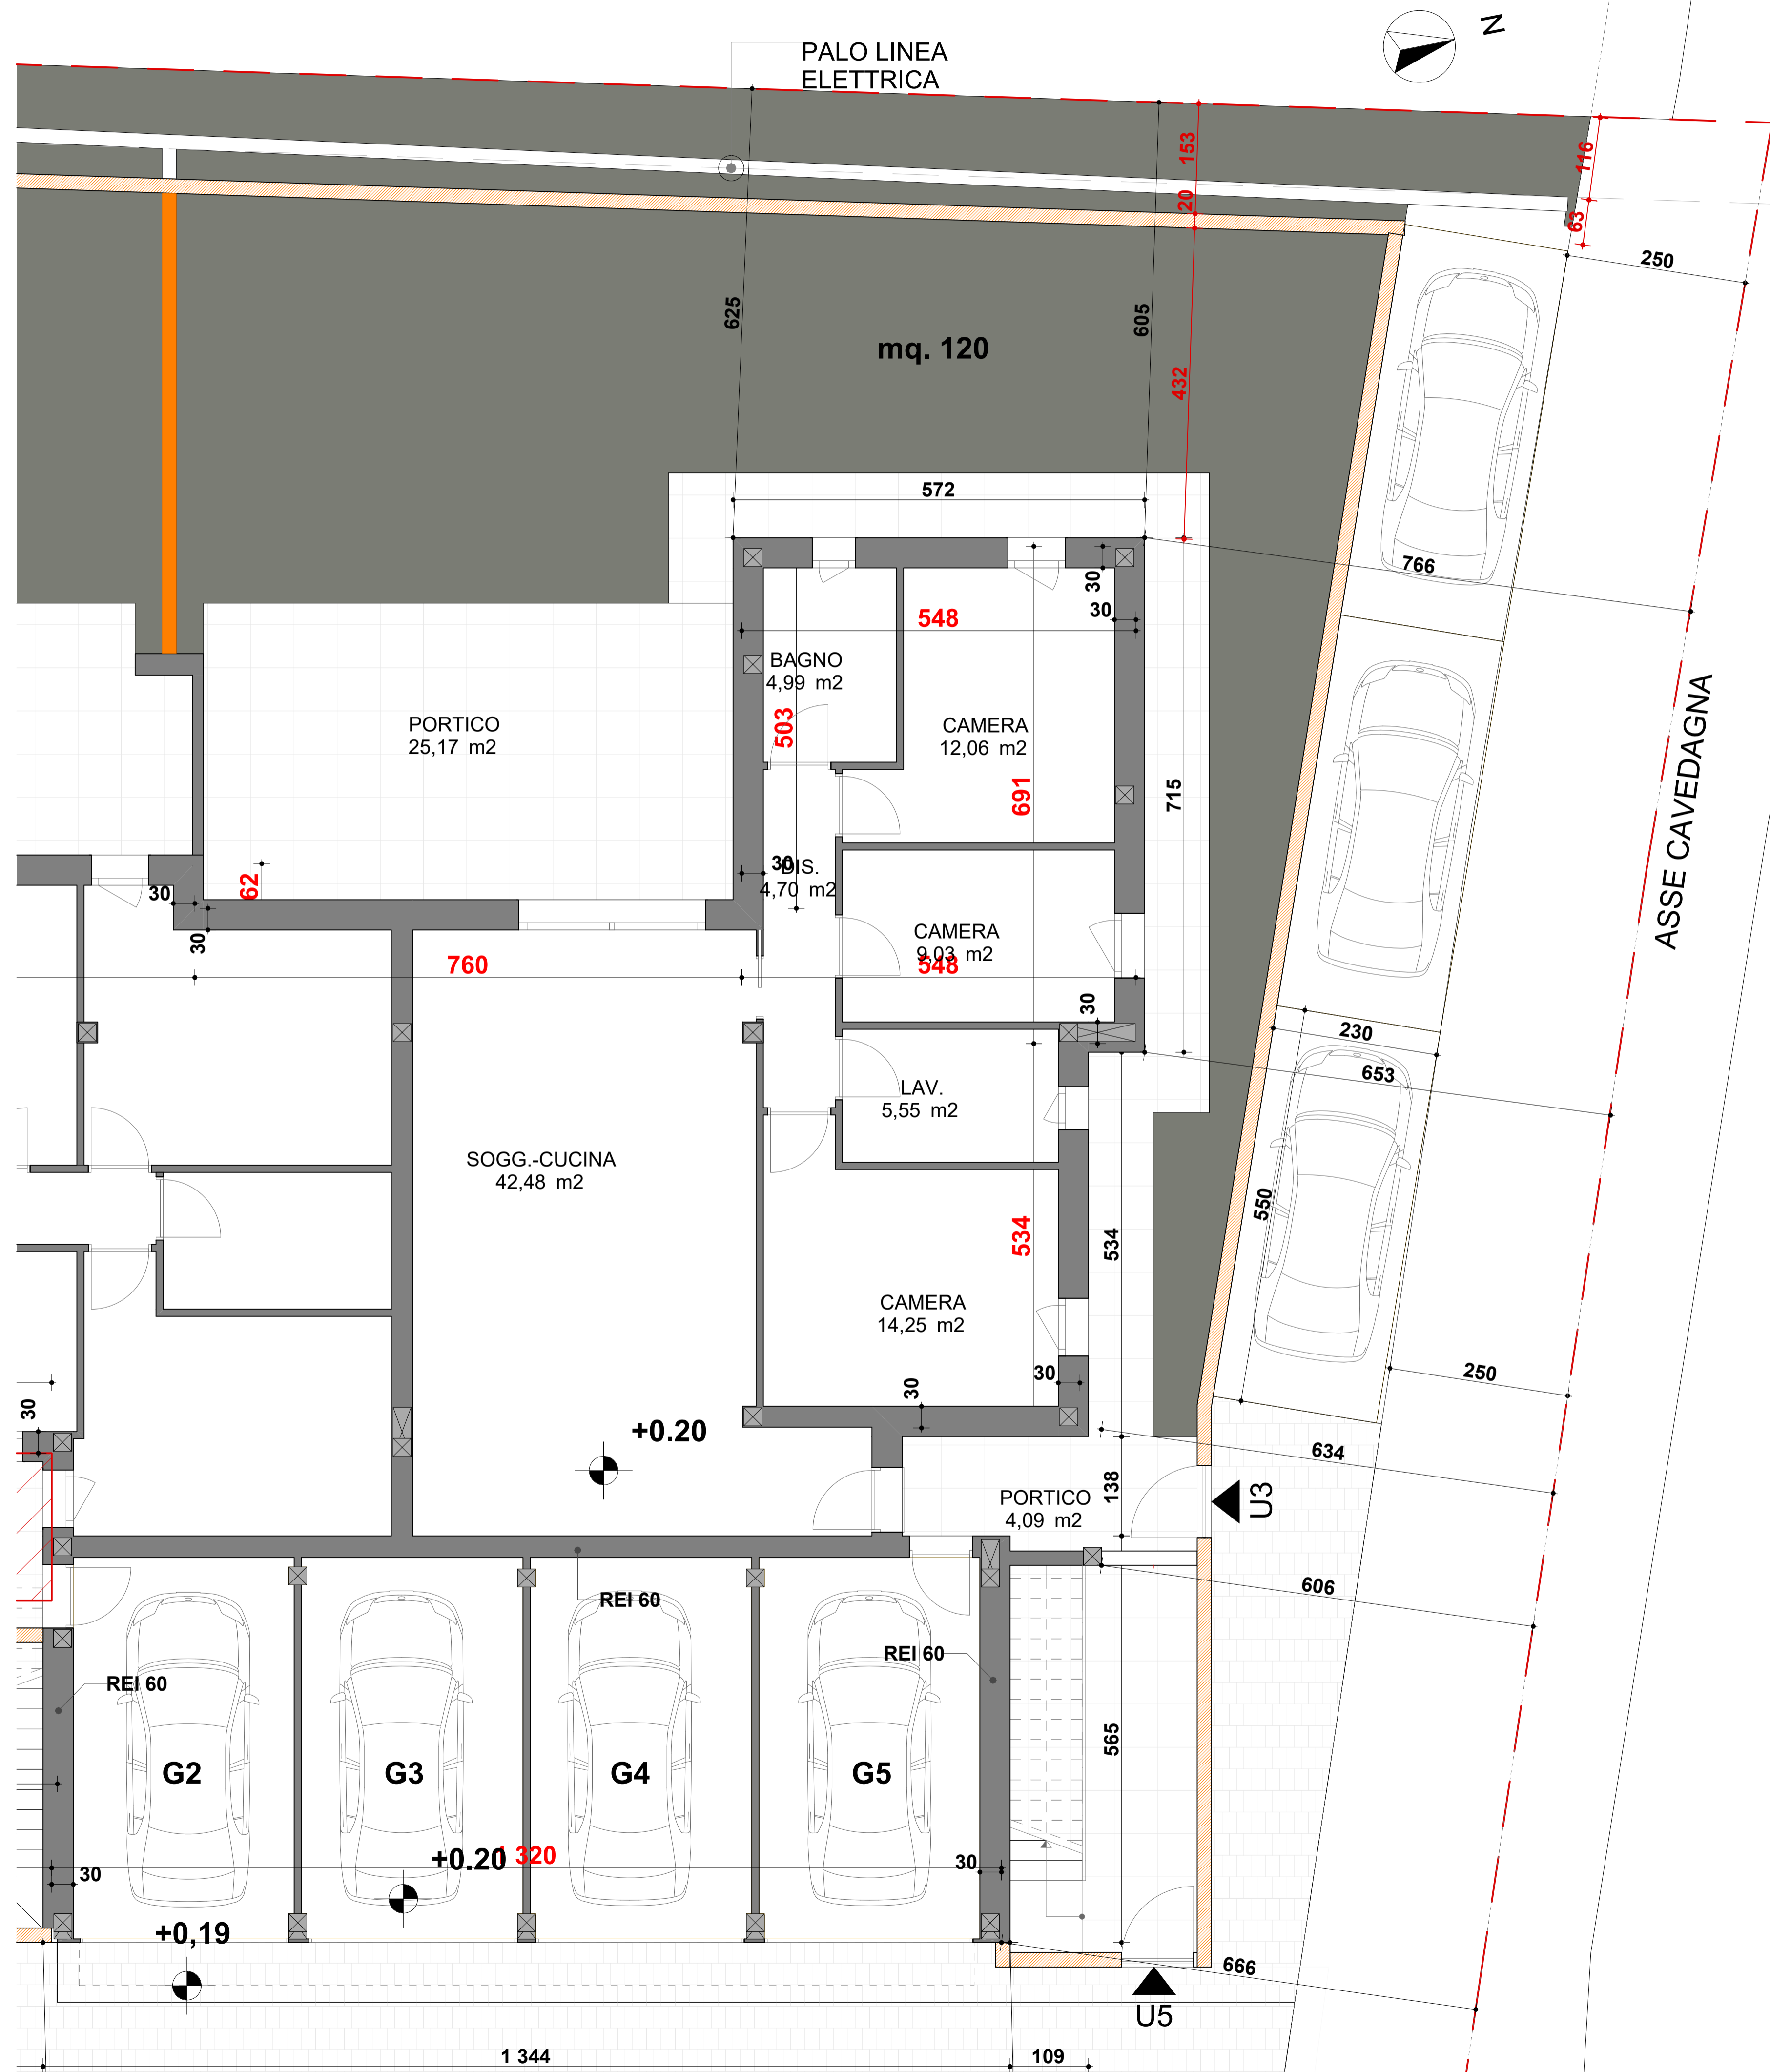 PALO LINEA
ELETTRICA
N
153
20
432
116
63
250
625
605
mq. 120
572
766
30
30
548
BAGNO
4,99 m2
503
CAMERA
12,06 m2
691
715
PORTICO
25,17 m2
ASSE CAVEDAGNA
30
DIS.
4,70 m2
62
30
30
CAMERA
9,03 m2
760
548
30
230
653
LAV.
5,55 m2
SOGG.-CUCINA
42,48 m2
550
534
534
CAMERA
14,25 m2
30
30
30
250
+0.20
634
138
PORTICO
4,09 m2
U3
606
REI 60
REI 60
REI 60
565
G2
G3
G4
G5
+0.20
1 320
30
30
+0,19
666
U5
1 344
109